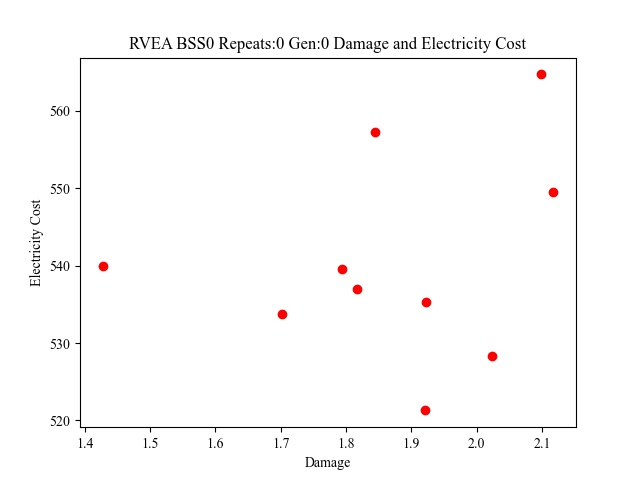 RVEA BSS0 Repeats:0 Gen:0 Damage and Electricity Cost
560
550
540
530
520
Electricity Cost
1.4 1.5 1.6 1.7 1.8 1.9 2.0 2.1
Damage